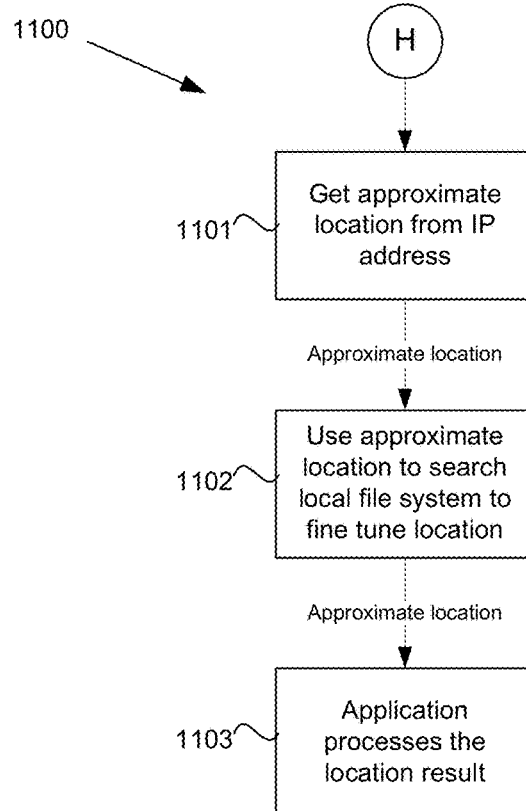 1100
H
Get approximate
location from IP
address
1101
Approximate location
Use approximate
location to search
local file system to
fine tune location
1102
Approximate location
Application
processes the
location result
1103